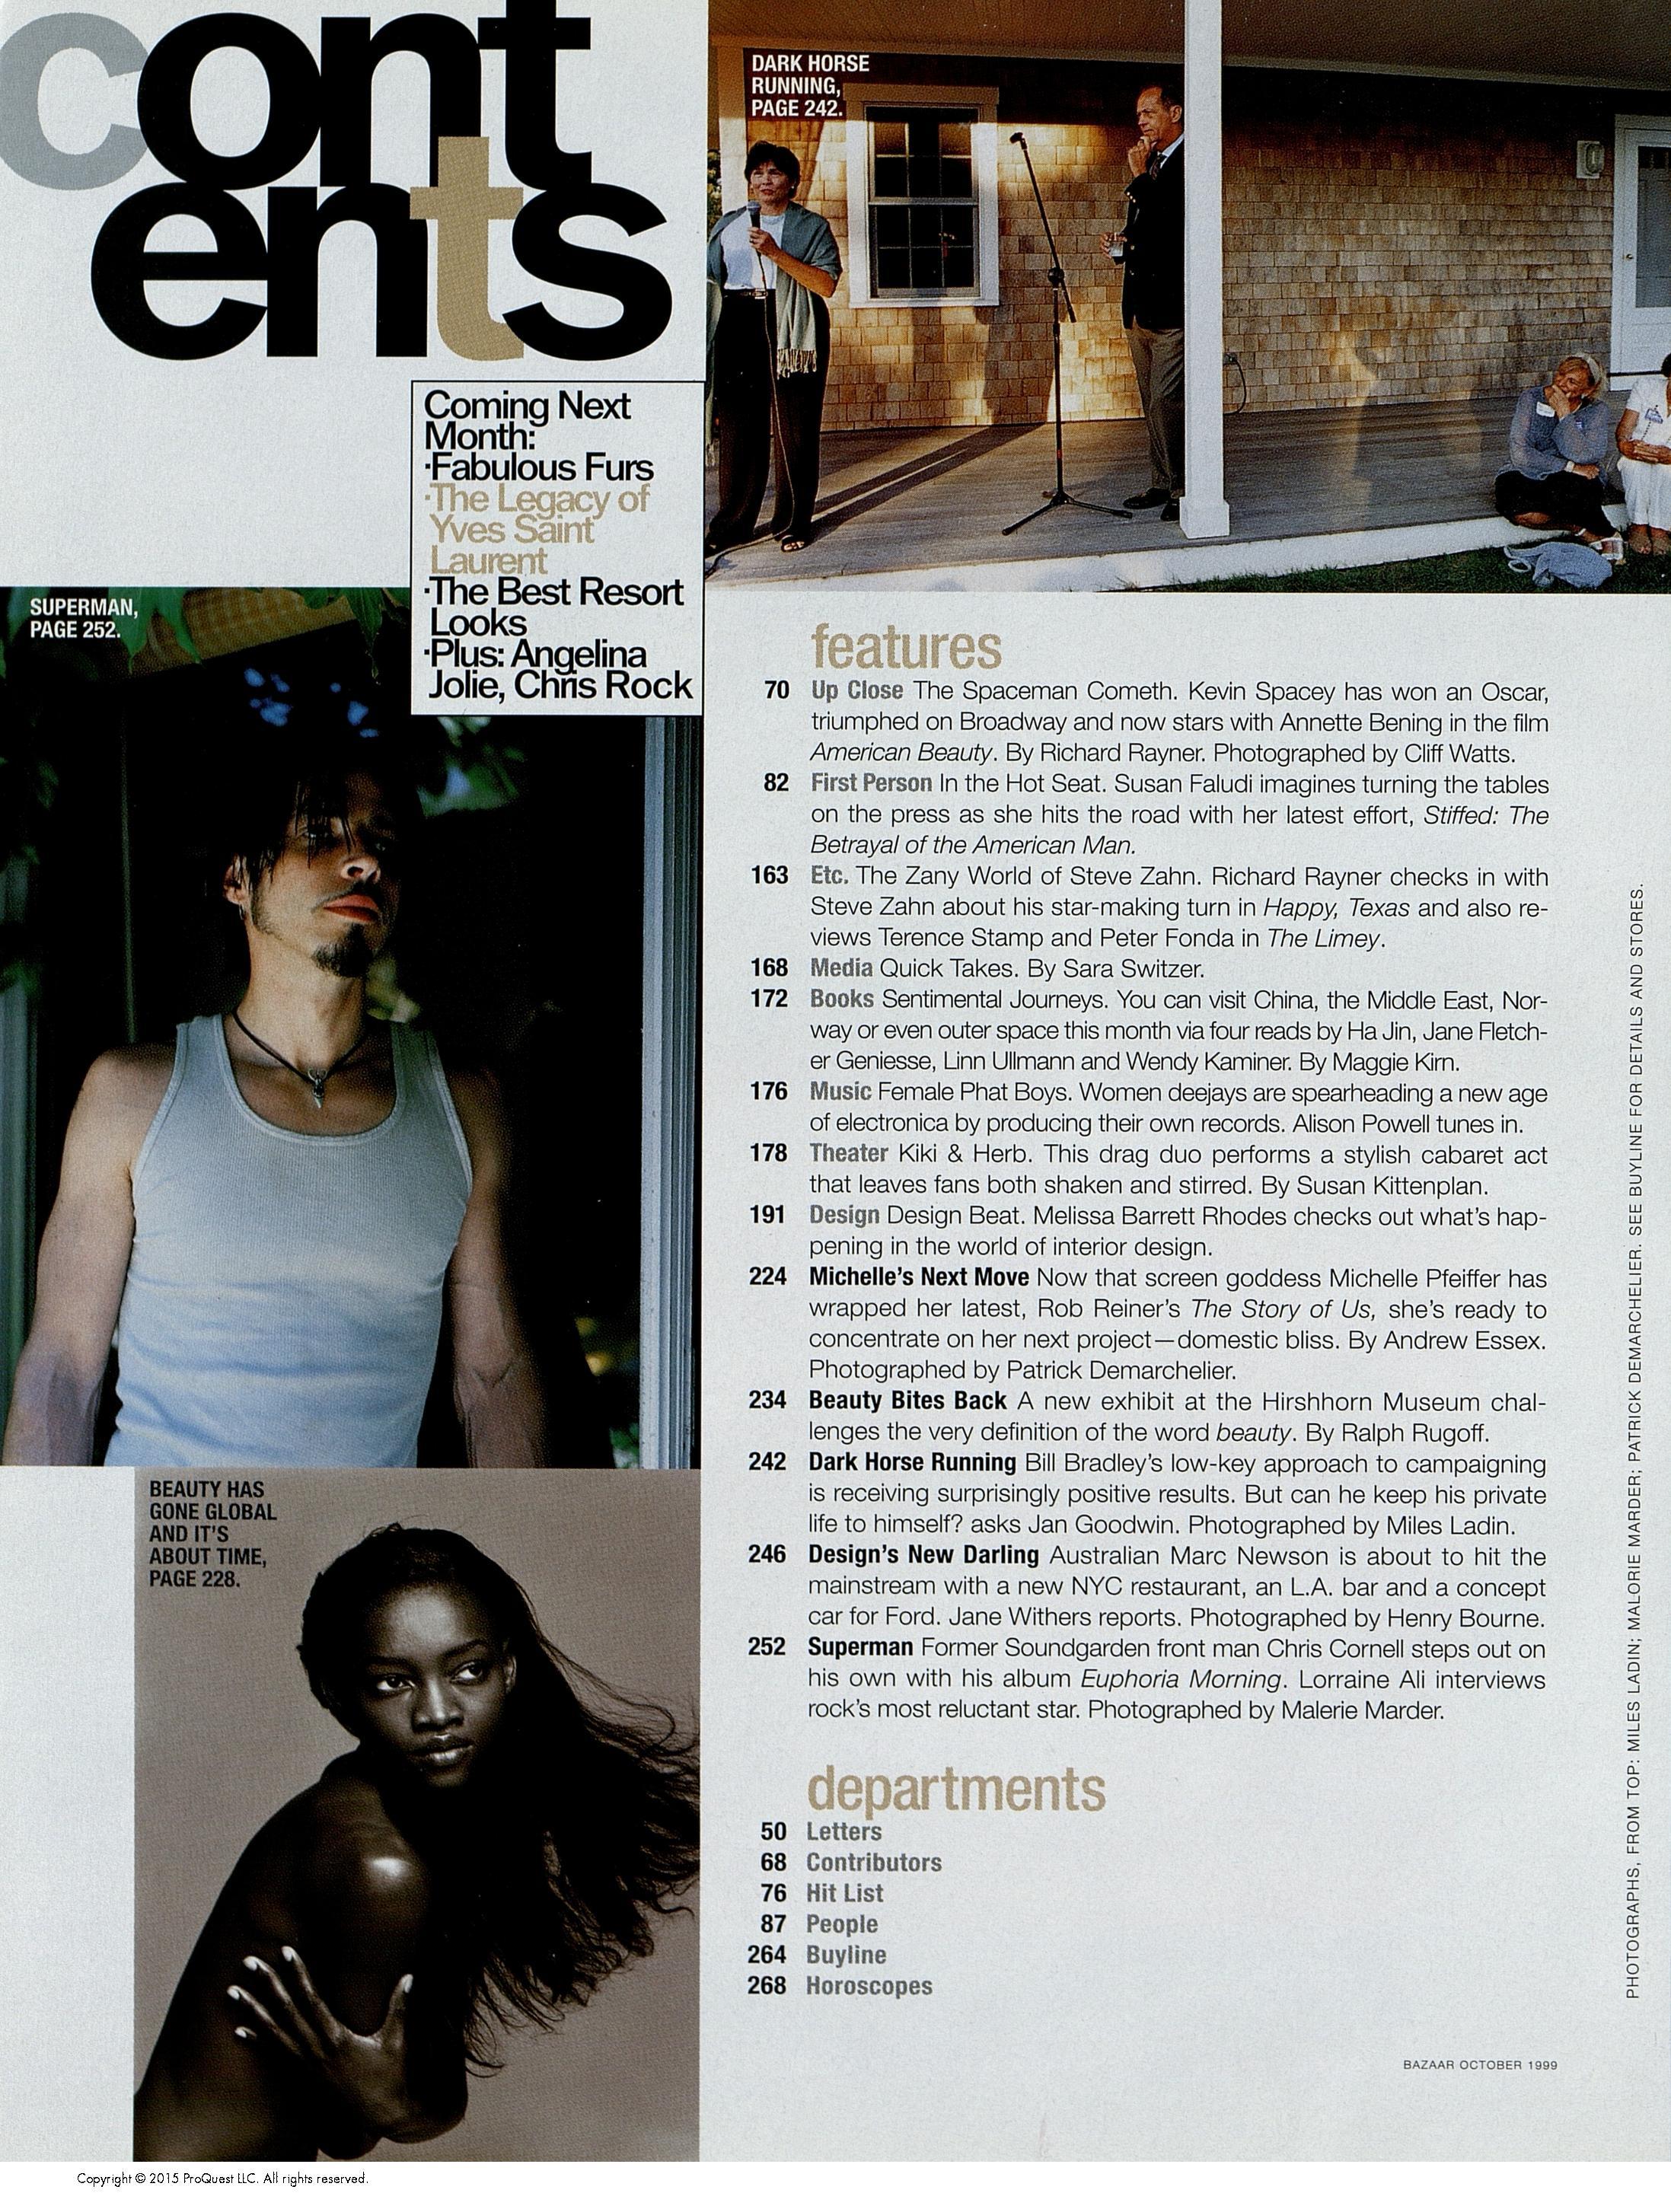 cont
ents
DARK HORSE
RUNNING,
PAGE 242.
Coming Next
Month:
·Fabulous Furs
·The Legacy of
Yves Saint
Laurent
·The Best Resort
Looks
·Plus: Angelina
Jolie, Chris Rock
SUPERMAN,
PAGE 252.
BEAUTY HAS
GONE GLOBAL
AND IT'S
ABOUT TIME,
PAGE 228.
features
70 Up Close The Spaceman Cometh. Kevin Spacey has won an Oscar,
triumphed on Broadway and now stars with Annette Bening in the film
American Beauty. By Richard Rayner. Photographed by Cliff Watts.
82 First Person In the Hot Seat. Susan Faludi imagines turning the tables
on the press as she hits the road with her latest effort, Stiffed: The
Betrayal of the American Man.
163 Etc. The Zany World of Steve Zahn. Richard Rayner checks in with
Steve Zahn about his star-making turn in Happy, Texas and also re-
views Terence Stamp and Peter Fonda in The Limey.
168 Media Quick Takes. By Sara Switzer.
172 Books Sentimental Journeys. You can visit China, the Middle East, Nor-
way or even outer space this month via four reads by Ha Jin, Jane Fletch-
er Geniesse, Linn Ullmann and Wendy Kaminer. By Maggie Kirn.
176 Music Female Phat Boys. Women deejays are spearheading a new age
of electronica by producing their own records. Alison Powell tunes in.
178 Theater Kiki & Herb. This drag duo performs a stylish cabaret act
that leaves fans both shaken and stirred. By Susan Kittenplan.
191 Design Design Beat. Melissa Barrett Rhodes checks out what's hap-
pening in the world of interior design.
224 Michelle's Next Move Now that screen goddess Michelle Pfeiffer has
wrapped her latest, Rob Reiner's The Story of Us, she's ready to
concentrate on her next project—domestic bliss. By Andrew Essex.
Photographed by Patrick Demarchelier.
234 Beauty Bites Back A new exhibit at the Hirshhorn Museum chal-
lenges the very definition of the word beauty. By Ralph Rugoff.
242 Dark Horse Running Bill Bradley's low-key approach to campaigning
is receiving surprisingly positive results. But can he keep his private
life to himself? asks Jan Goodwin. Photographed by Miles Ladin.
246 Design's New Darling Australian Marc Newson is about to hit the
mainstream with a new NYC restaurant, an L.A. bar and a concept
car for Ford. Jane Withers reports. Photographed by Henry Bourne.
252 Superman Former Soundgarden front man Chris Cornell steps out on
his own with his album Euphoria Morning. Lorraine Ali interviews
rock's most reluctant star. Photographed by Malerie Marder.
departments
50 Letters
68 Contributors
76 Hit List
87 People
264 Buyline
268 Horoscopes
PHOTOGRAPHS, FROM TOP: MILES LADIN; MALORIE MARDER; PATRICK DEMARCHELIER. SEE BUYLINE FOR DETAILS AND STORES.
BAZAAR OCTOBER 1999
Copyright © 2015 ProQuest LLC. All rights reserved.